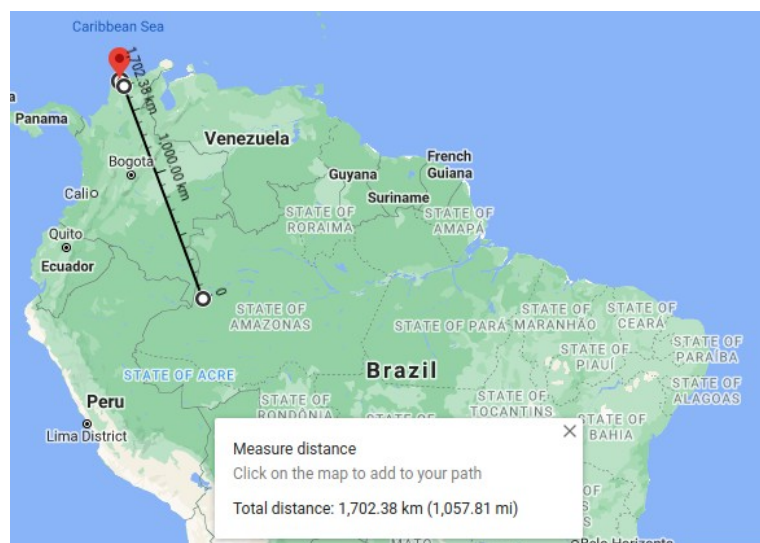 Caribbean Sea
1,702.38 km
a
Panama
1,000.00 km
Venezuela
Bogota
Guyana
French
Guiana
Cali
Suriname
STATE OF
RORAIMA
STATE OF
AMAPÁ
Quito
Ecuador
0
STATE OF
AMAZONAS
STATE OF PARÁ
STATE OF
MARANHÃO
STATE OF
CEARÁ
STATE OF
PIAUÍ
STATE OF
PARAÍBA
STATE OF ACRE
Brazil
STATE OF
ALAGOAS
Peru
STATE OF
RONDÔNIA
STATE OF
TOCANTINS
STATE OF
BAHIA
Lima District
Measure distance
Click on the map to add to your path
Total distance: 1,702.38 km (1,057.81 mi)
OF